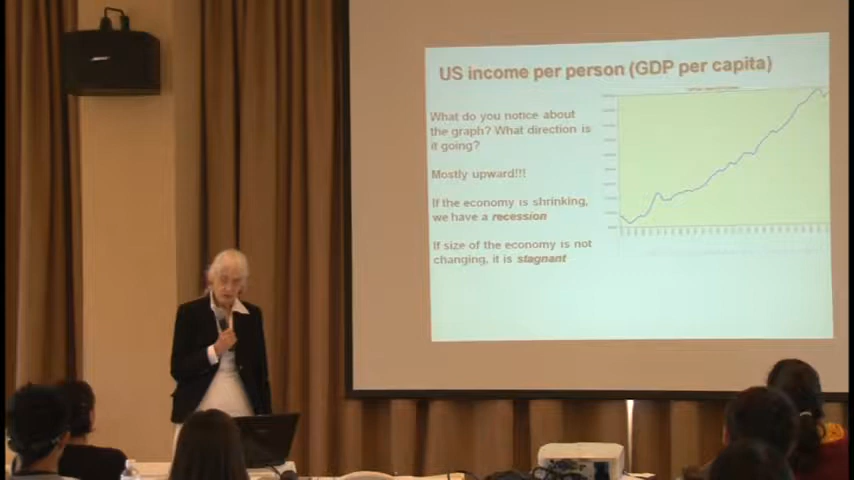 US income per person (GDP per capita)
What do you notice about
the graph? What direction is
it going?
Mostly upward!!!
If the economy is shrinking,
we have a recession
If size of the economy is not
changing, it is stagnant